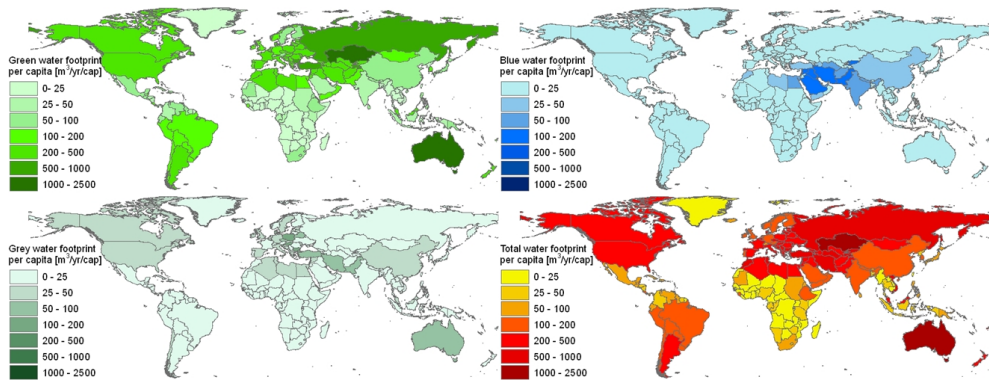 Green water footprint
per capita [m³/yr/cap]
0 - 25
25 - 50
50 - 100
100 - 200
200 - 500
500 - 1000
1000 - 2500
Blue water footprint
per capita [m³/yr/cap]
0 - 25
25 - 50
50 - 100
100 - 200
200 - 500
500 - 1000
1000 - 2500
Grey water footprint
per capita [m³/yr/cap]
0 - 25
25 - 50
50 - 100
100 - 200
200 - 500
500 - 1000
1000 - 2500
Total water footprint
per capita [m³/yr/cap]
0 - 25
25 - 50
50 - 100
100 - 200
200 - 500
500 - 1000
1000 - 2500